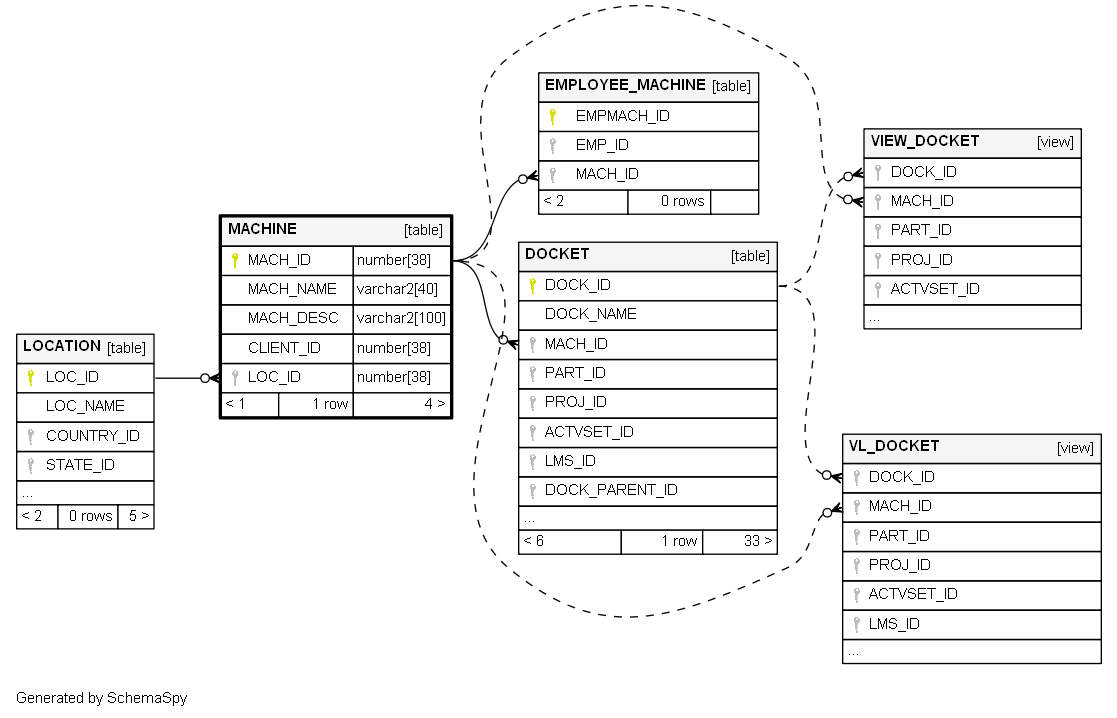 EMPLOYEE_MACHINE [table]
EMPMACH_ID
EMP_ID
MACH_ID
< 2 0 rows
VIEW_DOCKET [view]
DOCK_ID
MACH_ID
PART_ID
PROJ_ID
ACTVSET_ID
...
MACHINE [table]
MACH_ID number[38]
MACH_NAME varchar2[40]
MACH_DESC varchar2[100]
CLIENT_ID number[38]
LOC_ID number[38]
< 1 1 row 4 >
DOCKET [table]
DOCK_ID
DOCK_NAME
MACH_ID
PART_ID
PROJ_ID
ACTVSET_ID
LMS_ID
DOCK_PARENT_ID
...
< 6 1 row 33 >
LOCATION [table]
LOC_ID
LOC_NAME
COUNTRY_ID
STATE_ID
...
< 2 0 rows 5 >
VL_DOCKET [view]
DOCK_ID
MACH_ID
PART_ID
PROJ_ID
ACTVSET_ID
LMS_ID
...
Generated by SchemaSpy